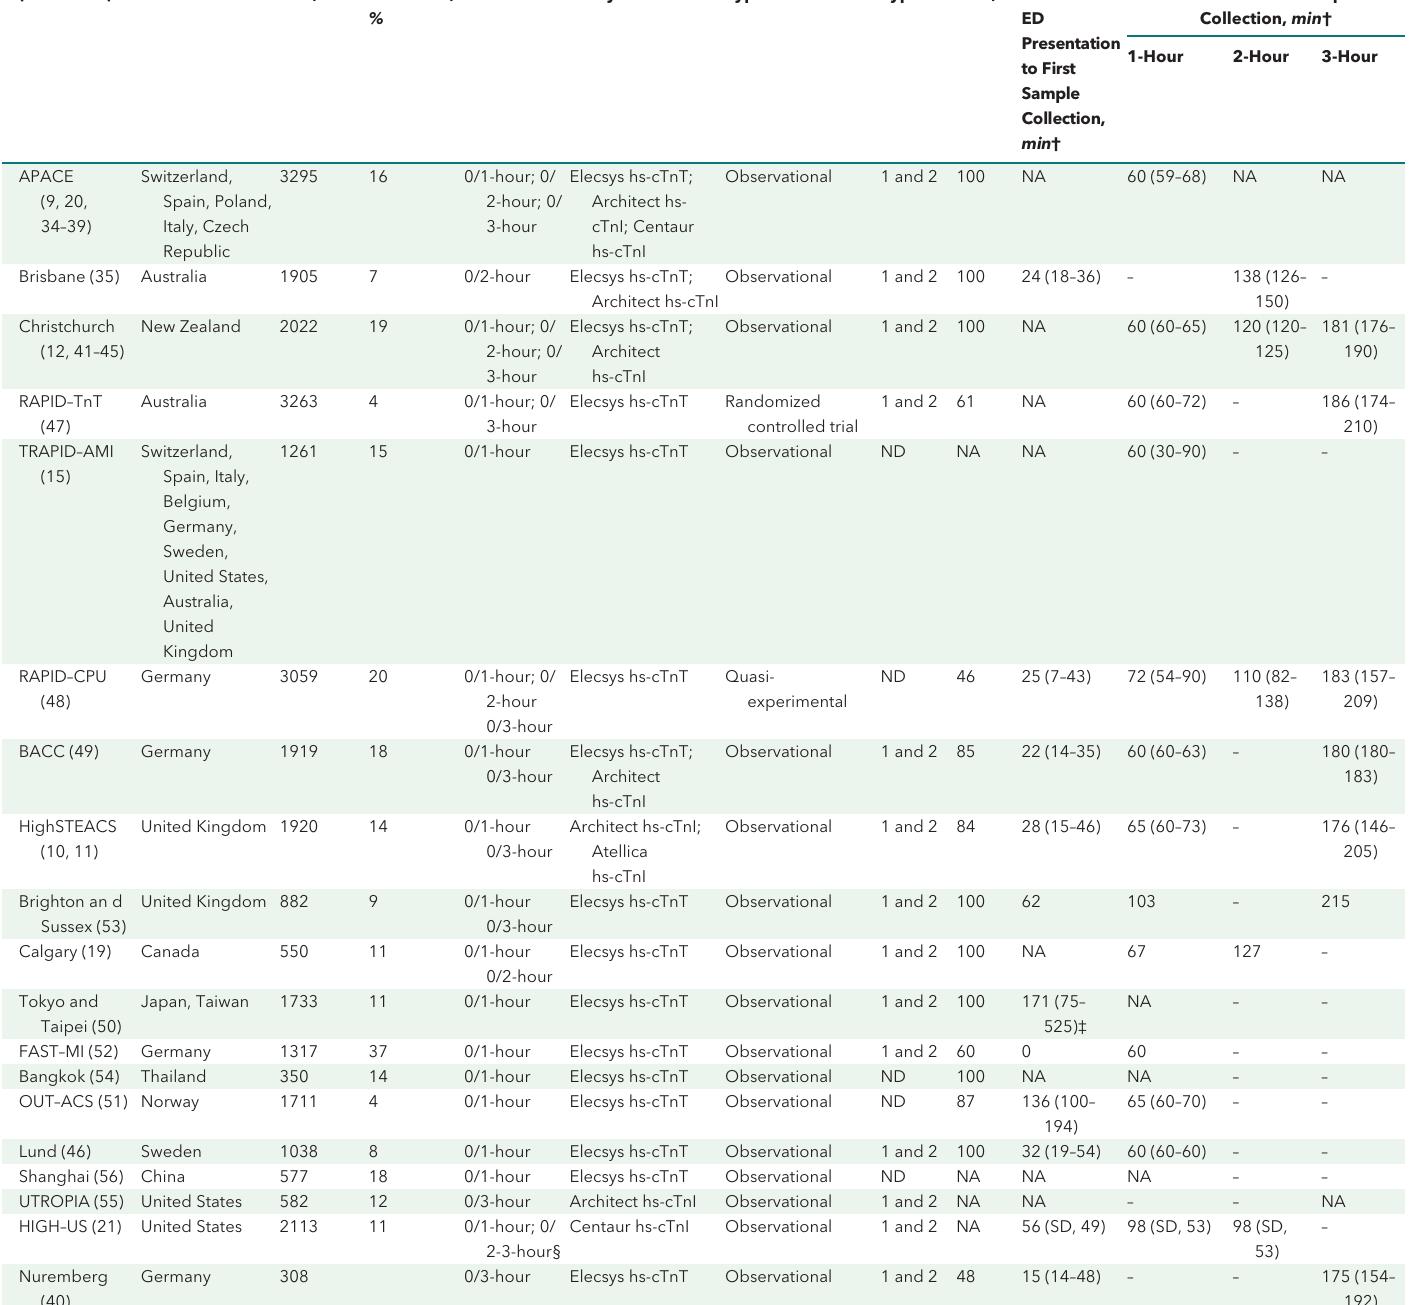 %
ED
Presentation
to First
Sample
Collection,
min†
Collection, min†
1-Hour 2-Hour 3-Hour
APACE Switzerland, 3295 16 0/1-hour; 0/ Elecsys hs-cTnT; Observational 1 and 2 100 NA 60 (59–68) NA NA
(9, 20, Spain, Poland, 2-hour; 0/ Architect hs-
34–39) Italy, Czech 3-hour cTnI; Centaur
Republic hs-cTnI
Brisbane (35) Australia 1905 7 0/2-hour Elecsys hs-cTnT; Observational 1 and 2 100 24 (18–36) – 138 (126– –
Architect hs-cTnI 150)
Christchurch New Zealand 2022 19 0/1-hour; 0/ Elecsys hs-cTnT; Observational 1 and 2 100 NA 60 (60–65) 120 (120– 181 (176–
(12, 41–45) 2-hour; 0/ Architect 125) 190)
3-hour hs-cTnI
RAPID–TnT Australia 3263 4 0/1-hour; 0/ Elecsys hs-cTnT Randomized 1 and 2 61 NA 60 (60–72) – 186 (174–
(47) 3-hour controlled trial 210)
TRAPID–AMI Switzerland, 1261 15 0/1-hour Elecsys hs-cTnT Observational ND NA NA 60 (30–90) – –
(15) Spain, Italy,
Belgium,
Germany,
Sweden,
United States,
Australia,
United
Kingdom
RAPID–CPU Germany 3059 20 0/1-hour; 0/ Elecsys hs-cTnT Quasi- ND 46 25 (7–43) 72 (54–90) 110 (82– 183 (157–
(48) 2-hour experimental 138) 209)
0/3-hour
BACC (49) Germany 1919 18 0/1-hour Elecsys hs-cTnT; Observational 1 and 2 85 22 (14–35) 60 (60–63) – 180 (180–
0/3-hour Architect 183)
hs-cTnI
HighSTEACS United Kingdom 1920 14 0/1-hour Architect hs-cTnI; Observational 1 and 2 84 28 (15–46) 65 (60–73) – 176 (146–
(10, 11) 0/3-hour Atellica 205)
hs-cTnI
Brighton an d United Kingdom 882 9 0/1-hour Elecsys hs-cTnT Observational 1 and 2 100 62 103 – 215
Sussex (53) 0/3-hour
Calgary (19) Canada 550 11 0/1-hour Elecsys hs-cTnT Observational 1 and 2 100 NA 67 127 –
0/2-hour
Tokyo and Japan, Taiwan 1733 11 0/1-hour Elecsys hs-cTnT Observational 1 and 2 100 171 (75– NA – –
Taipei (50) 525)‡
FAST–MI (52) Germany 1317 37 0/1-hour Elecsys hs-cTnT Observational 1 and 2 60 0 60 – –
Bangkok (54) Thailand 350 14 0/1-hour Elecsys hs-cTnT Observational ND 100 NA NA – –
OUT–ACS (51) Norway 1711 4 0/1-hour Elecsys hs-cTnT Observational ND 87 136 (100– 65 (60–70) – –
194)
Lund (46) Sweden 1038 8 0/1-hour Elecsys hs-cTnT Observational 1 and 2 100 32 (19–54) 60 (60–60) – –
Shanghai (56) China 577 18 0/1-hour Elecsys hs-cTnT Observational ND NA NA NA – –
UTROPIA (55) United States 582 12 0/3-hour Architect hs-cTnI Observational 1 and 2 NA NA – – NA
HIGH–US (21) United States 2113 11 0/1-hour; 0/ Centaur hs-cTnI Observational 1 and 2 NA 56 (SD, 49) 98 (SD, 53) 98 (SD, –
2-3-hour§ 53)
Nuremberg Germany 308 0/3-hour Elecsys hs-cTnT Observational 1 and 2 48 15 (14–48) – – 175 (154–
(40) 192)